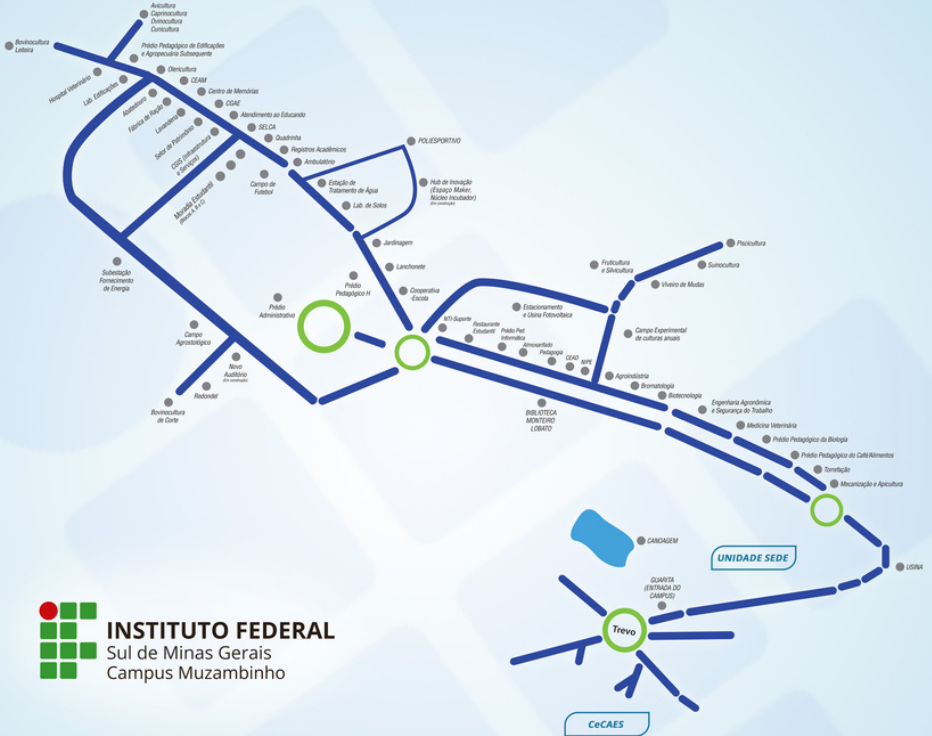 Avicultura
Caprinocultura
Ovinocultura
Cunicultura
Bovinocultura
Leiteira
Prédio Pedagógico de Edificações
e Agropecuária Subsequente
Hospital Veterinário
Lab. Edificações
Olericultura
CEAM
Centro de Memórias
CGAE
Atendimento ao Educando
SELCA
Quadrinha
Registros Acadêmicos
Ambulatório
Abatedouro
Fábrica de Ração
Lavanderia
Setor de Patrimônio
CGIS (Infraestrutura
e Serviços)
Moradia Estudantil
(Blocos A, B e C)
Campo de
Futebol
POLIESPORTIVO
Estação de
Tratamento de Água
Hub de Inovação
(Espaço Maker,
Núcleo Incubador)
(Em construção)
Lab. de Solos
Jardinagem
Lanchonete
Cooperativa
-Escola
Prédio
Pedagógico H
Prédio
Administrativo
Subestação
Fornecimento
de Energia
Campo
Agrostológico
Novo
Auditório
(Em construção)
Redondel
Bovinocultura
de Corte
Piscicultura
Suinocultura
Fruticultura
e Silvicultura
Viveiro de Mudas
Estacionamento
e Usina Fotovoltaica
Campo Experimental
de culturas anuais
NTI-Suporte
Restaurante
Estudantil
Prédio Ped.
Informática
Almoxarifado
Pedagogia
CEAD
NIPE
Agroindústria
Bromatologia
Biotecnologia
BIBLIOTECA
MONTEIRO
LOBATO
Engenharia Agronômica
e Segurança do Trabalho
Medicina Veterinária
Prédio Pedagógico da Biologia
Prédio Pedagógico do Café/Alimentos
Torrefação
Mecanização e Apicultura
USINA
CANOAGEM
UNIDADE SEDE
GUARITA
(ENTRADA DO
CAMPUS)
Trevo
CeCAES
INSTITUTO FEDERAL
Sul de Minas Gerais
Campus Muzambinho